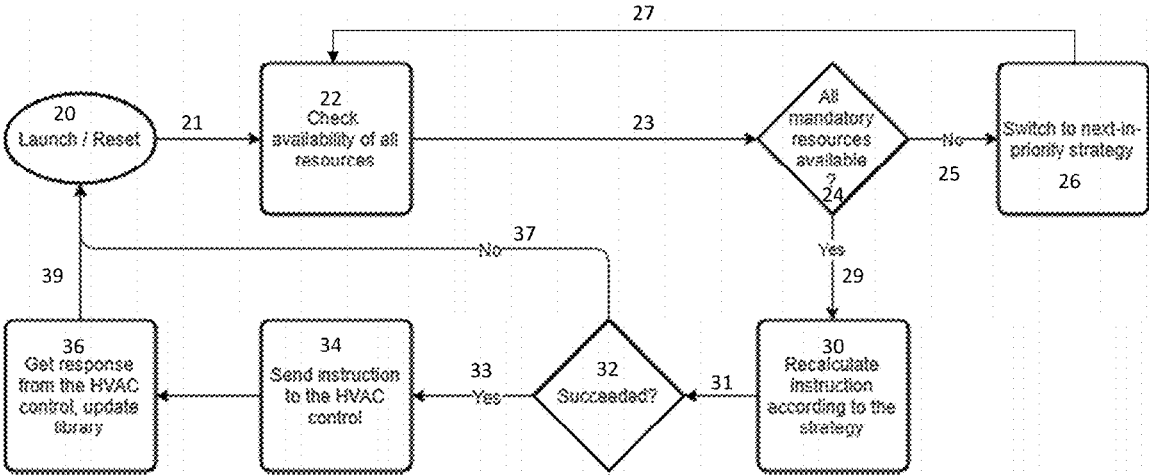 27
20
Launch / Reset
21
22
Check
availability of all
resources
23
All
mandatory
resources
available
?
24
No
25
Switch to next-in-
priority strategy
26
Yes
29
No
37
39
36
Get response
from the HVAC
control, update
library
34
Send instruction
to the HVAC
control
33
Yes
32
Succeeded?
31
30
Recalculate
instruction
according to the
strategy